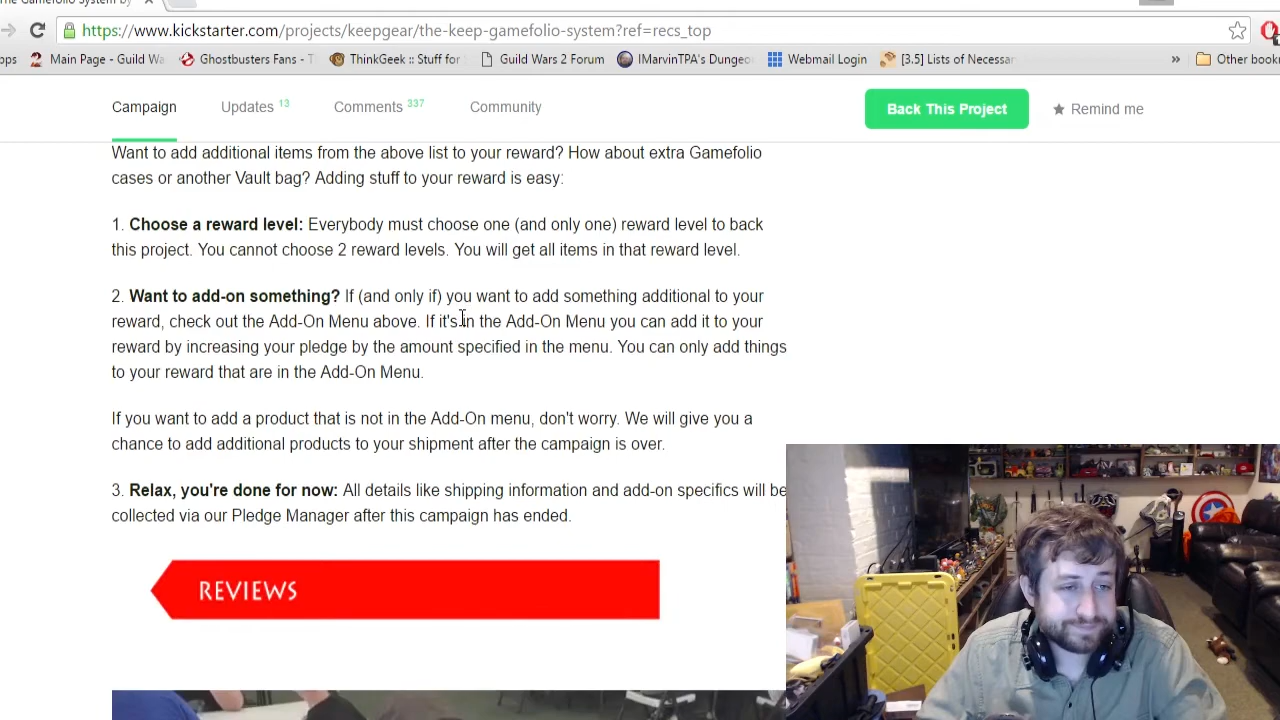 The Gamefolio System by
https://www.kickstarter.com/projects/keepgear/the-keep-gamefolio-system?ref=recs_top
pps Main Page - Guild Wa Ghostbusters Fans - T ThinkGeek :: Stuff for Guild Wars 2 Forum IMarvinTPA's Dungeo Webmail Login [3.5] Lists of Necessar » Other book
Campaign Updates 13 Comments 337 Community Back This Project Remind me
Want to add additional items from the above list to your reward? How about extra Gamefolio
cases or another Vault bag? Adding stuff to your reward is easy:
1. Choose a reward level: Everybody must choose one (and only one) reward level to back
this project. You cannot choose 2 reward levels. You will get all items in that reward level.
2. Want to add-on something? If (and only if) you want to add something additional to your
reward, check out the Add-On Menu above. If it's in the Add-On Menu you can add it to your
reward by increasing your pledge by the amount specified in the menu. You can only add things
to your reward that are in the Add-On Menu.
If you want to add a product that is not in the Add-On menu, don't worry. We will give you a
chance to add additional products to your shipment after the campaign is over.
3. Relax, you're done for now: All details like shipping information and add-on specifics will be
collected via our Pledge Manager after this campaign has ended.
REVIEWS